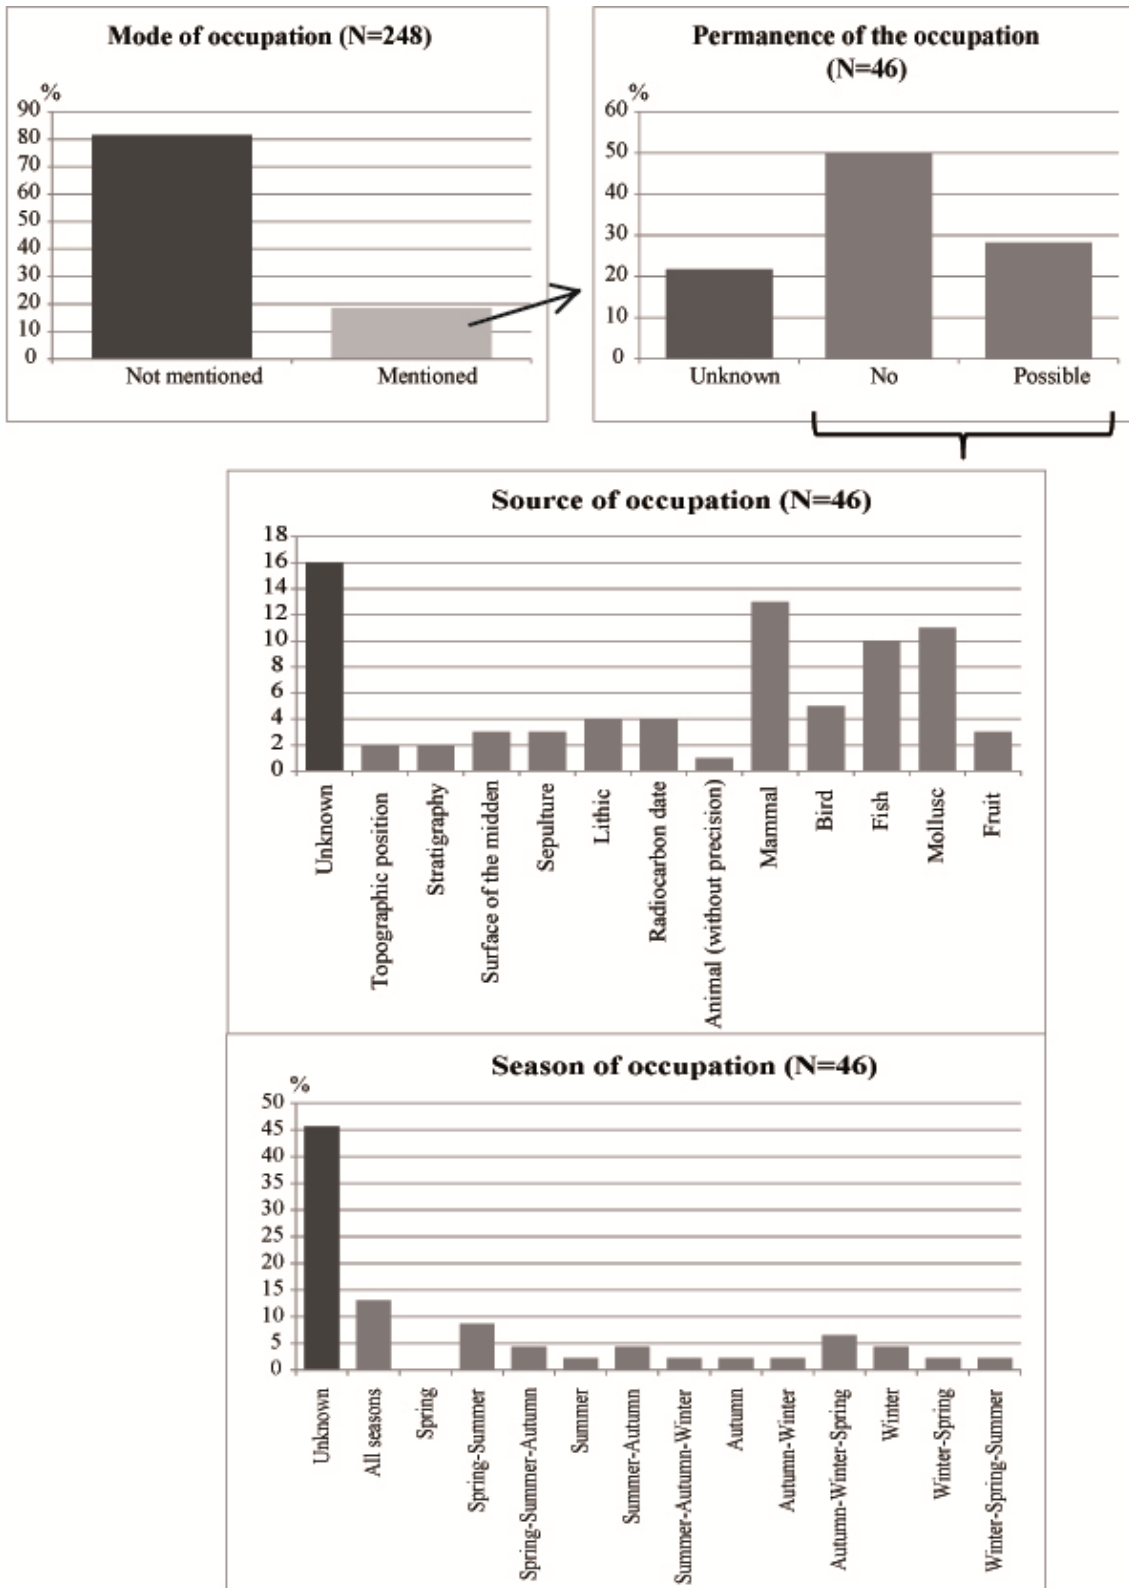 Mode of occupation (N=248)
%
90
80
70
60
50
40
30
20
10
0
Not mentioned
Mentioned
Permanence of the occupation
(N=46)
%
60
50
40
30
20
10
0
Unknown
No
Possible
Source of occupation (N=46)
18
16
14
12
10
8
6
4
2
0
Unknown
Topographic position
Stratigraphy
Surface of the midden
Sepulture
Lithic
Radiocarbon date
Animal (without precision)
Mammal
Bird
Fish
Mollusc
Fruit
Season of occupation (N=46)
%
50
45
40
35
30
25
20
15
10
5
0
Unknown
All seasons
Spring
Spring-Summer
Spring-Summer-Autumn
Summer
Summer-Autumn
Summer-Autumn-Winter
Autumn
Autumn-Winter
Autumn-Winter-Spring
Winter
Winter-Spring
Winter-Spring-Summer